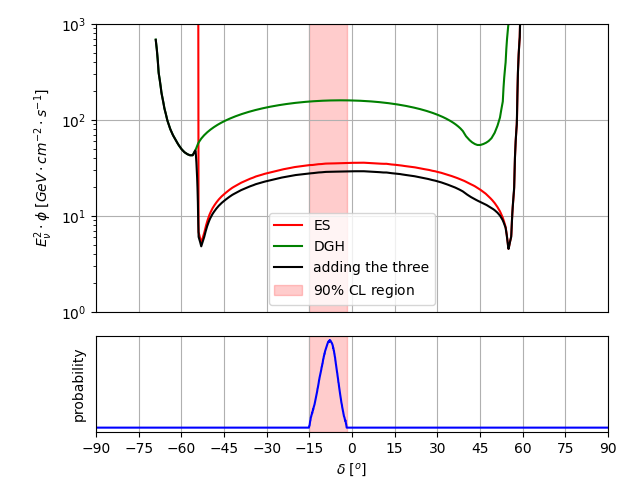 10³
10²
10¹
10⁰
E²ᵥ · ϕ [GeV · cm⁻² · s⁻¹]
ES
DGH
adding the three
90% CL region
probability
−90 −75 −60 −45 −30 −15 0 15 30 45 60 75 90
δ [°]